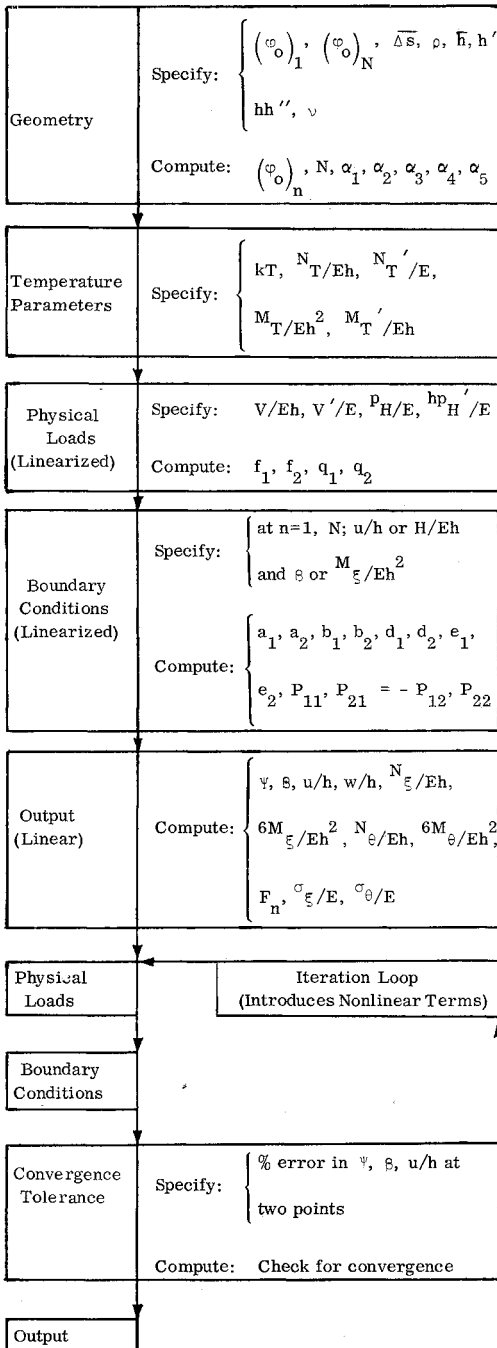 Geometry
Specify: (φo)1, (φo)N, Δs, ρ, h, h′
hh″, ν
Compute: (φo)n, N, α1, α2, α3, α4, α5
Temperature
Parameters
Specify: kT, NT/Eh, NT′/E,
MT/Eh², MT′/Eh
Physical
Loads
(Linearized)
Specify: V/Eh, V′/E, pH/E, hpH′/E
Compute: f1, f2, q1, q2
Boundary
Conditions
(Linearized)
Specify: at n=1, N; u/h or H/Eh
and β or Mξ/Eh²
Compute: a1, a2, b1, b2, d1, d2, e1,
e2, P11, P21 = - P12, P22
Output
(Linear)
Compute: Ψ, β, u/h, w/h, Nξ/Eh,
6Mξ/Eh², Nθ/Eh, 6Mθ/Eh²,
Fn, σξ/E, σθ/E
Physical
Loads
Iteration Loop
(Introduces Nonlinear Terms)
Boundary
Conditions
Convergence
Tolerance
Specify: % error in Ψ, β, u/h at
two points
Compute: Check for convergence
Output